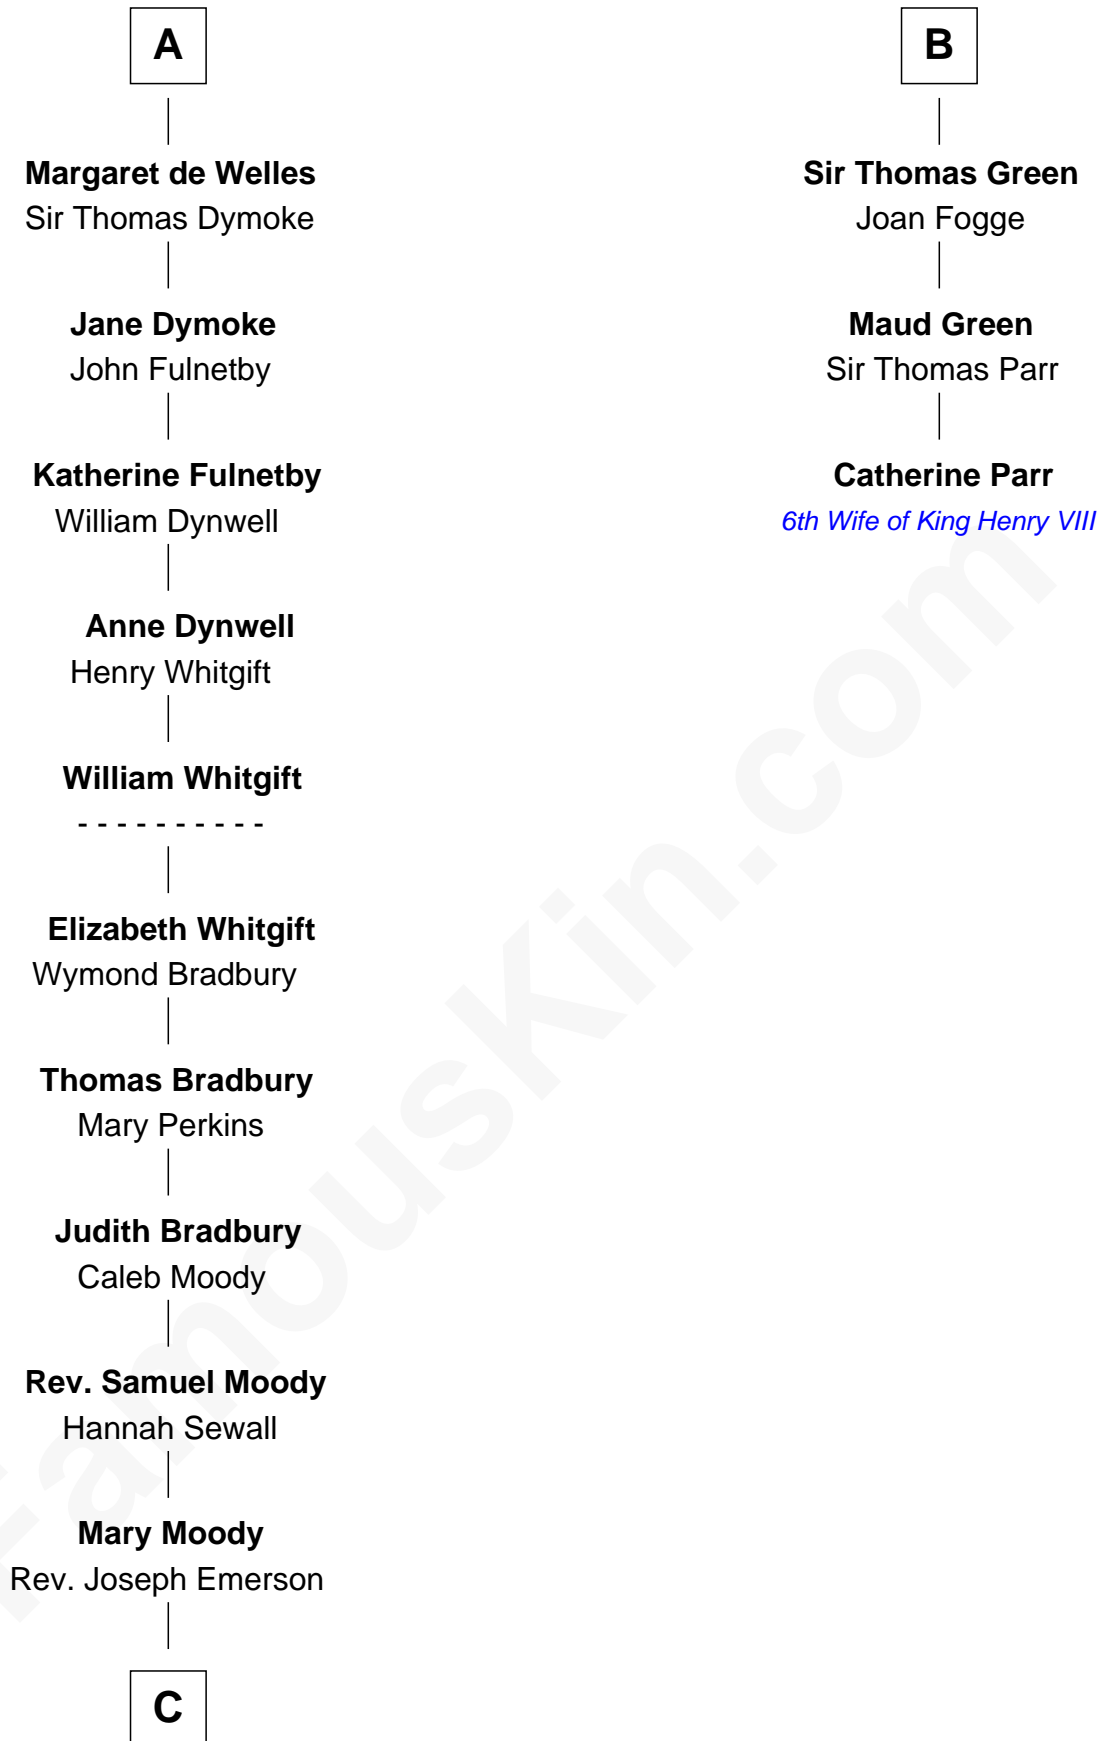 A
Margaret de Welles
Sir Thomas Dymoke
Jane Dymoke
John Fulnetby
Katherine Fulnetby
William Dynwell
Anne Dynwell
Henry Whitgift
William Whitgift
- - - - - - - - - -
Elizabeth Whitgift
Wymond Bradbury
Thomas Bradbury
Mary Perkins
Judith Bradbury
Caleb Moody
Rev. Samuel Moody
Hannah Sewall
Mary Moody
Rev. Joseph Emerson
C
B
Sir Thomas Green
Joan Fogge
Maud Green
Sir Thomas Parr
Catherine Parr
6th Wife of King Henry VIII
FamousKin.com